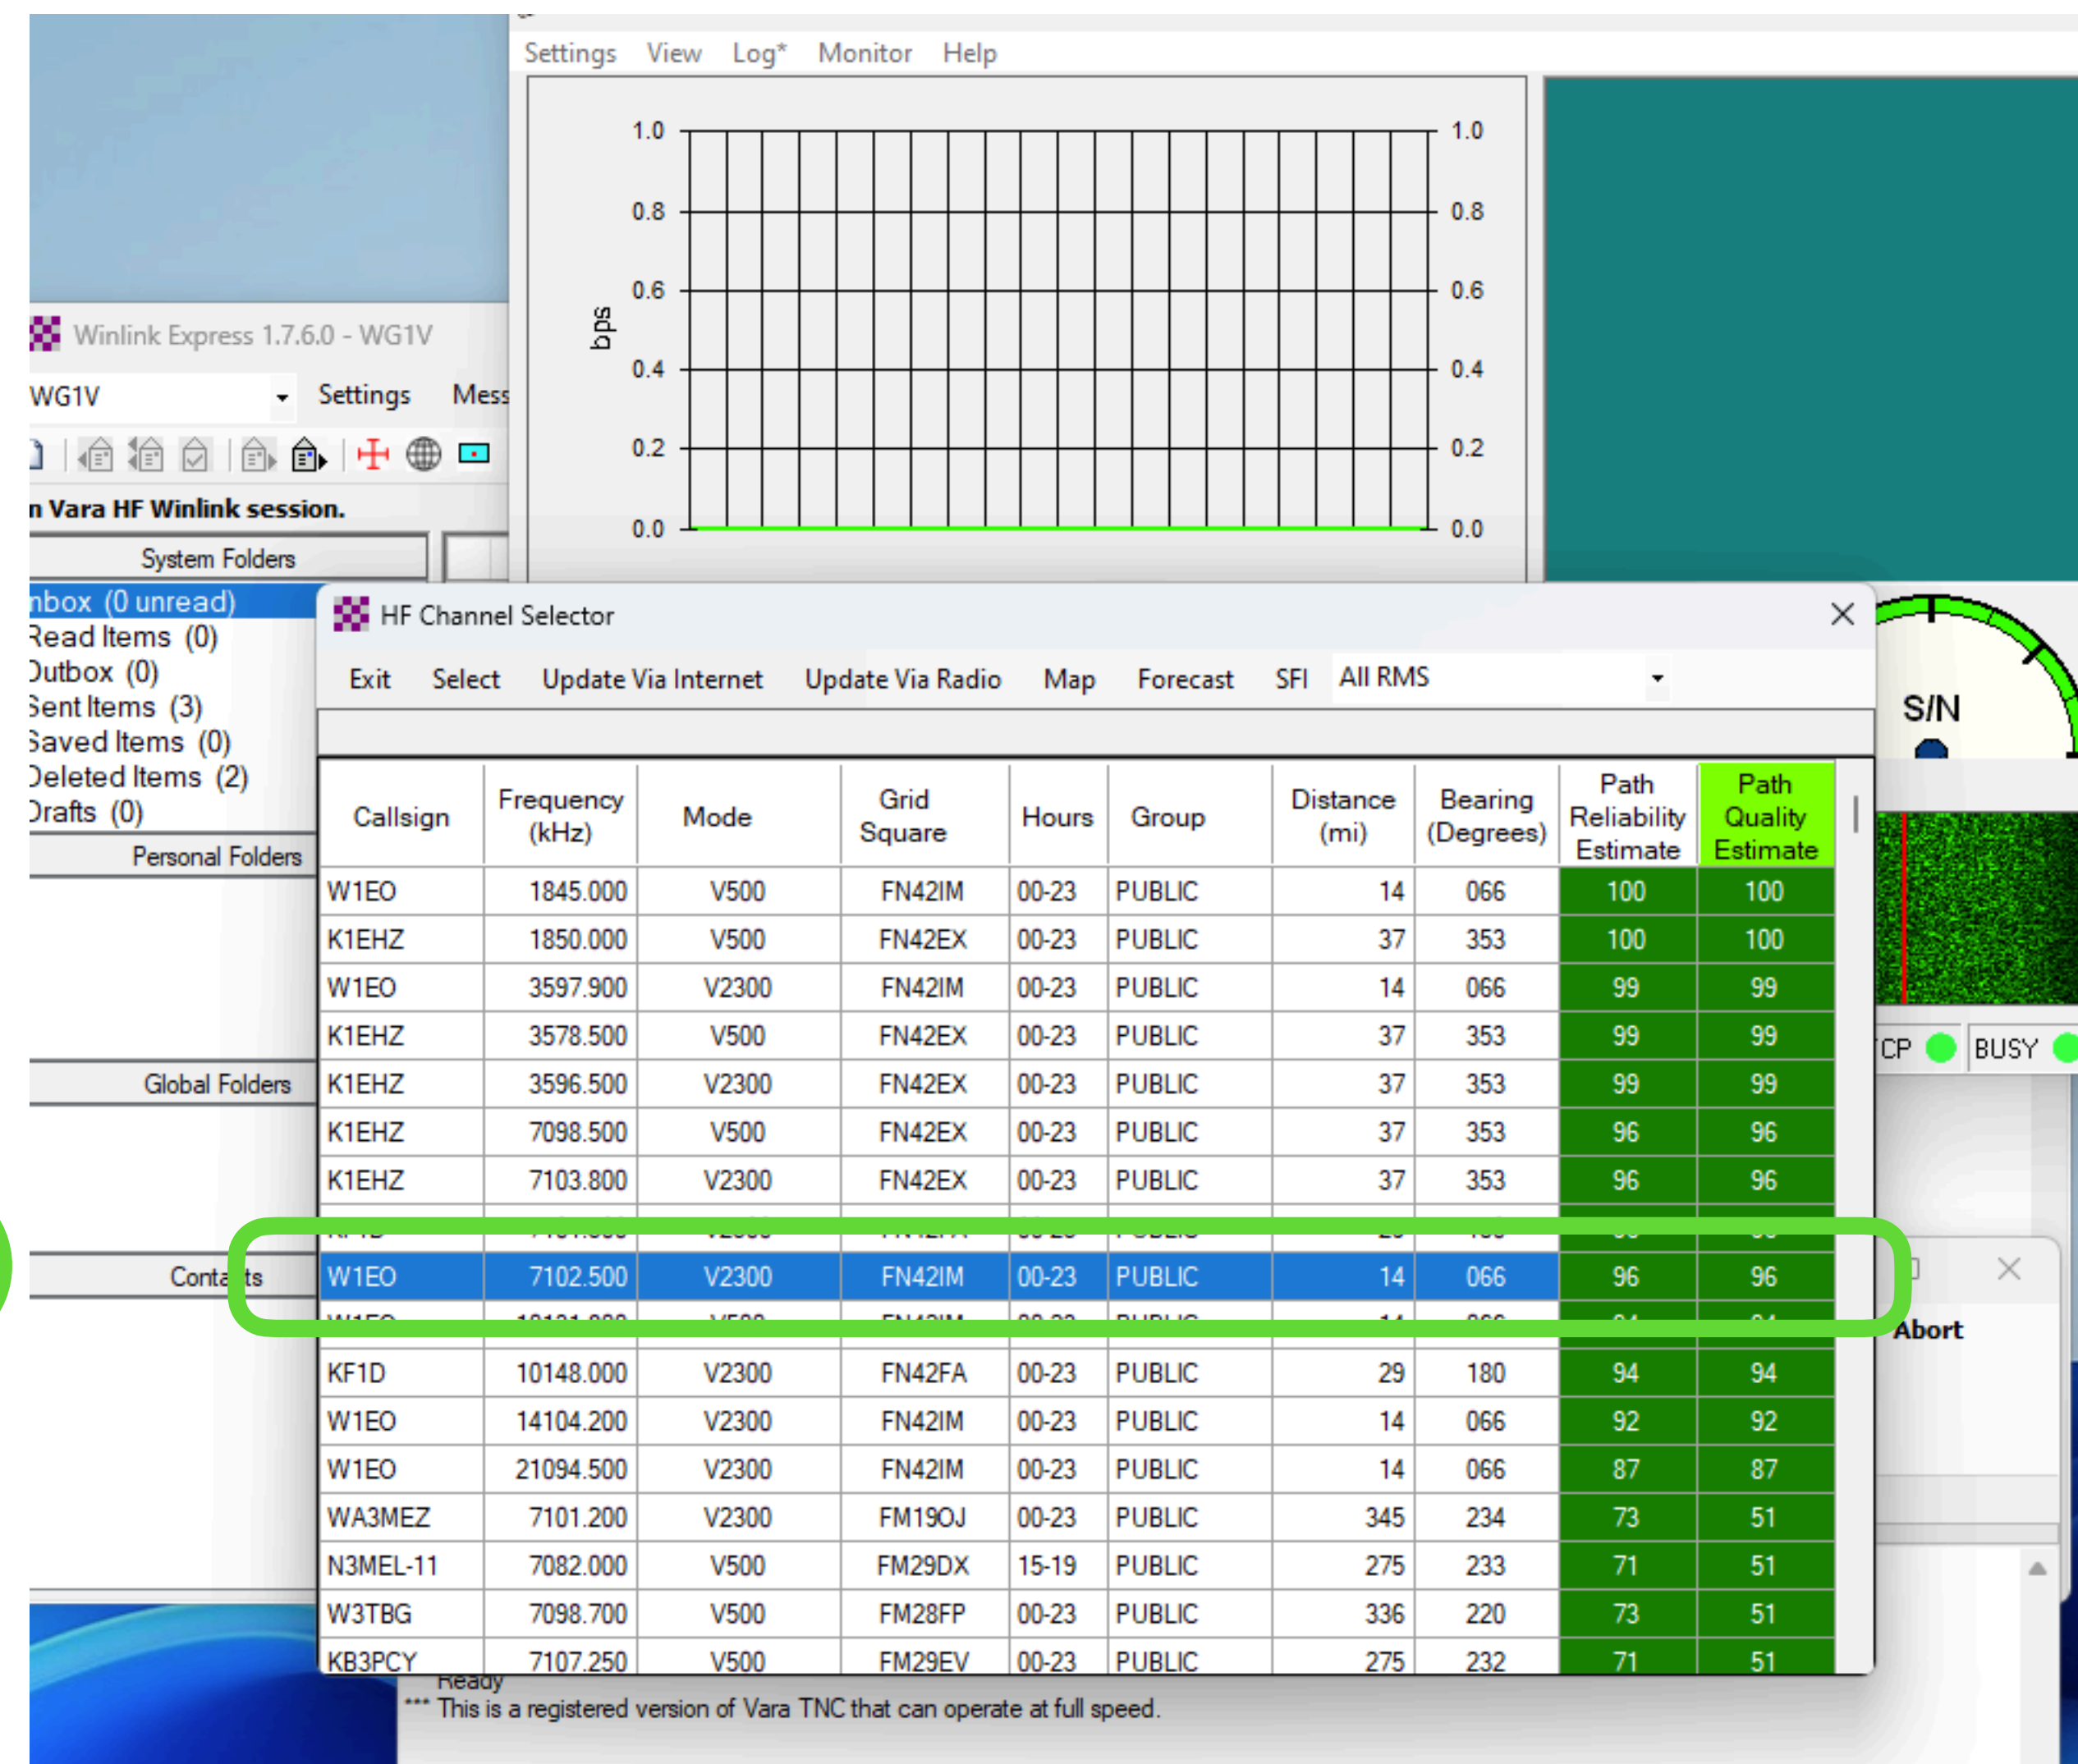 Settings View Log* Monitor Help
1.0 1.0
0.8 0.8
0.6 0.6
bps
0.4 0.4
0.2 0.2
0.0 0.0
Winlink Express 1.7.6.0 - WG1V
WG1V Settings Mess
n Vara HF Winlink session.
System Folders
nbox (0 unread)
Read Items (0)
Outbox (0)
Sent Items (3)
Saved Items (0)
Deleted Items (2)
Drafts (0)
Personal Folders
Global Folders
Contacts
HF Channel Selector
Exit Select Update Via Internet Update Via Radio Map Forecast SFI All RMS
S/N
Callsign Frequency (kHz) Mode Grid Square Hours Group Distance (mi) Bearing (Degrees) Path Reliability Estimate Path Quality Estimate
W1EO 1845.000 V500 FN42IM 00-23 PUBLIC 14 066 100 100
K1EHZ 1850.000 V500 FN42EX 00-23 PUBLIC 37 353 100 100
W1EO 3597.900 V2300 FN42IM 00-23 PUBLIC 14 066 99 99
K1EHZ 3578.500 V500 FN42EX 00-23 PUBLIC 37 353 99 99
K1EHZ 3596.500 V2300 FN42EX 00-23 PUBLIC 37 353 99 99
K1EHZ 7098.500 V500 FN42EX 00-23 PUBLIC 37 353 96 96
K1EHZ 7103.800 V2300 FN42EX 00-23 PUBLIC 37 353 96 96
W1EO 7102.500 V2300 FN42IM 00-23 PUBLIC 14 066 96 96
KF1D 10148.000 V2300 FN42FA 00-23 PUBLIC 29 180 94 94
W1EO 14104.200 V2300 FN42IM 00-23 PUBLIC 14 066 92 92
W1EO 21094.500 V2300 FN42IM 00-23 PUBLIC 14 066 87 87
WA3MEZ 7101.200 V2300 FM19OJ 00-23 PUBLIC 345 234 73 51
N3MEL-11 7082.000 V500 FM29DX 15-19 PUBLIC 275 233 71 51
W3TBG 7098.700 V500 FM28FP 00-23 PUBLIC 336 220 73 51
KB3PCY 7107.250 V500 FM29EV 00-23 PUBLIC 275 232 71 51
CP BUSY
Abort
Ready
*** This is a registered version of Vara TNC that can operate at full speed.